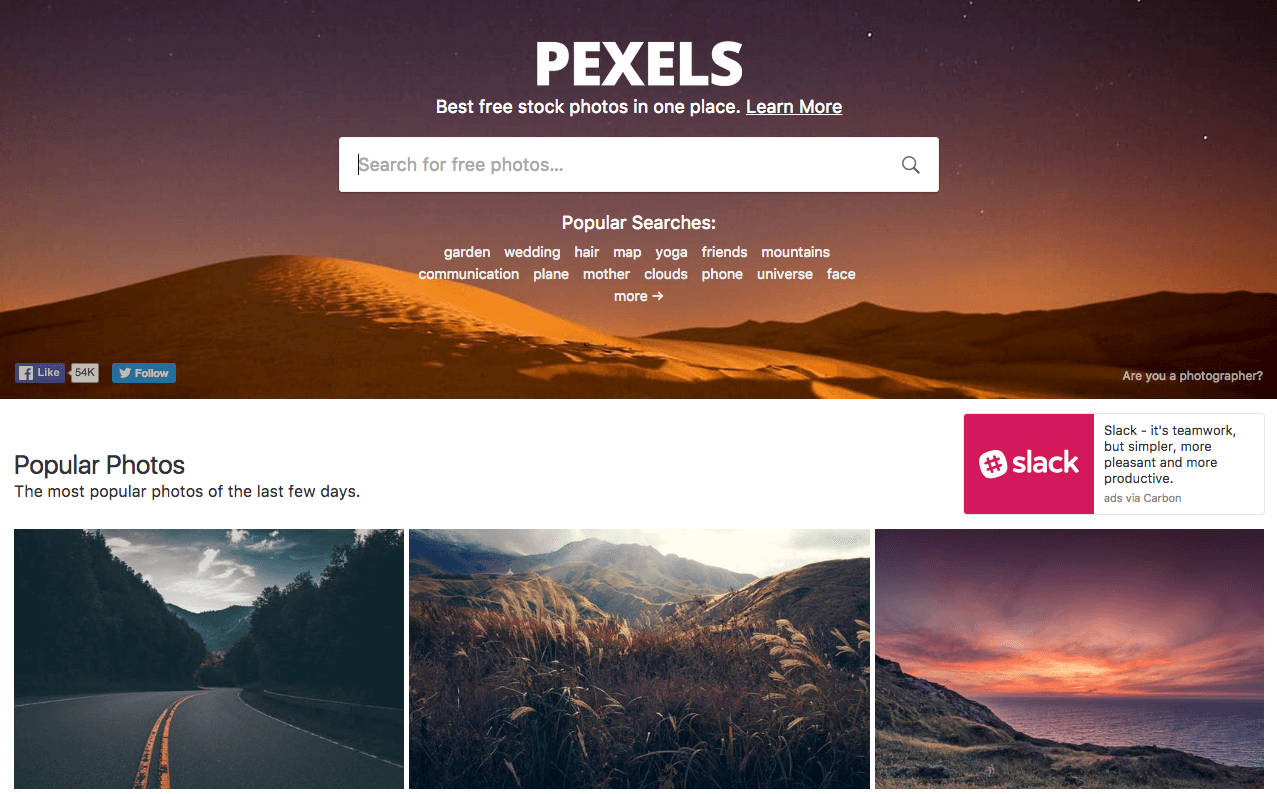 PEXELS
Best free stock photos in one place. Learn More
Search for free photos...
Popular Searches:
garden wedding hair map yoga friends mountains
communication plane mother clouds phone universe face
more →
Like 54K Follow
Are you a photographer?
Popular Photos
The most popular photos of the last few days.
slack
Slack - it's teamwork,
but simpler, more
pleasant and more
productive.
ads via Carbon